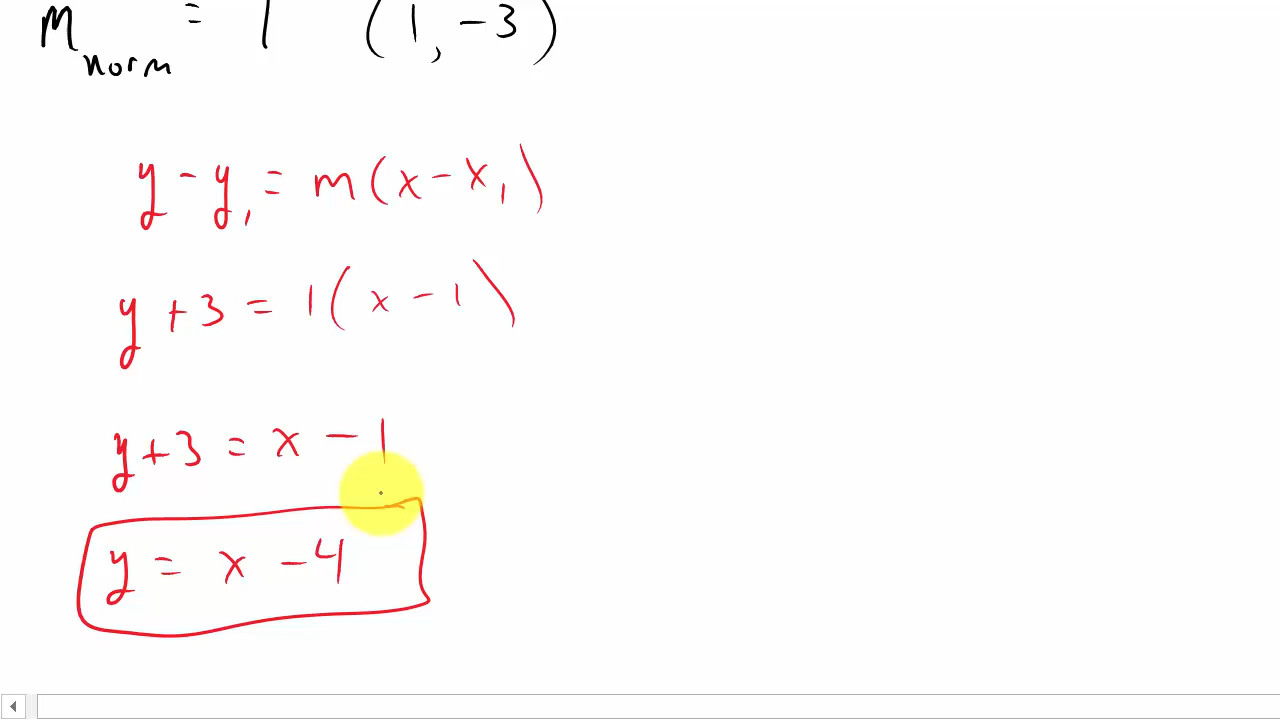 m_norm = 1 (1, -3)
y - y₁ = m(x - x₁)
y + 3 = 1(x - 1)
y + 3 = x - 1
y = x - 4